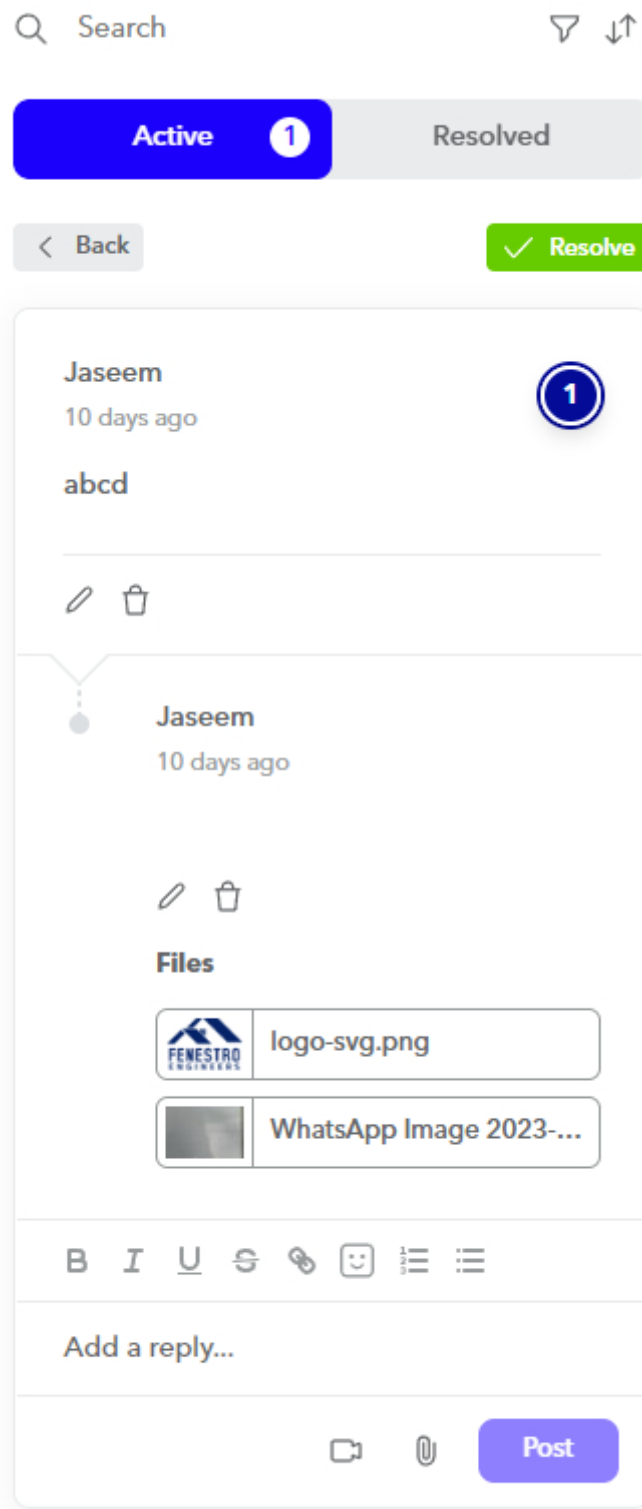 Search
Active 1 Resolved
Back Resolve
Jaseem
1
10 days ago
abcd
Jaseem
10 days ago
Files
FENESTRO
ENGINEERS
logo-svg.png
WhatsApp Image 2023-...
B I U S
Add a reply...
Post